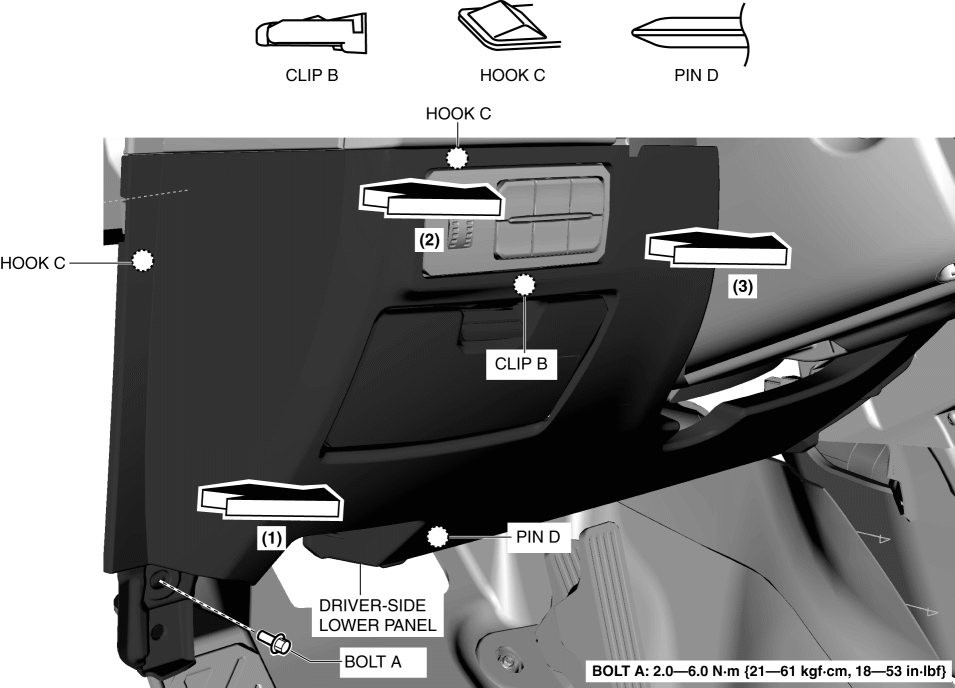 CLIP B
HOOK C
PIN D
HOOK C
(2)
HOOK C
(3)
CLIP B
(1)
PIN D
DRIVER-SIDE
LOWER PANEL
BOLT A
BOLT A: 2.0—6.0 N·m {21—61 kgf·cm, 18—53 in·lbf}